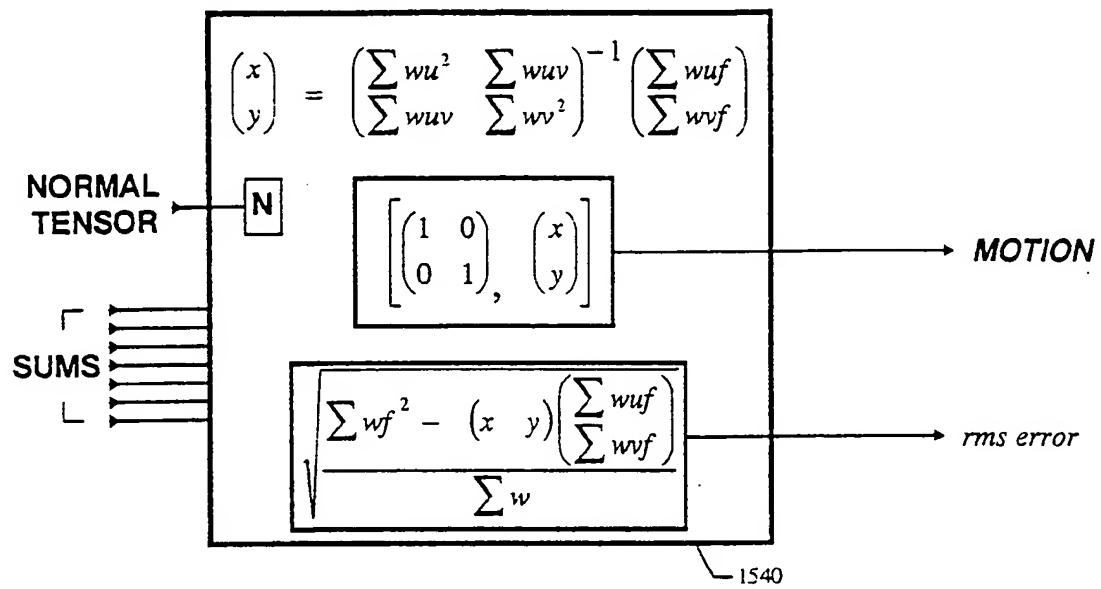 (x y) = (∑wu² ∑wuv ∑wuv ∑wv²)⁻¹ (∑wuf ∑wvf)
NORMAL
TENSOR
N
[(1 0 0 1), (x y)]
MOTION
SUMS
√((∑wf² − (x y)(∑wuf ∑wvf)) / ∑w)
rms error
1540